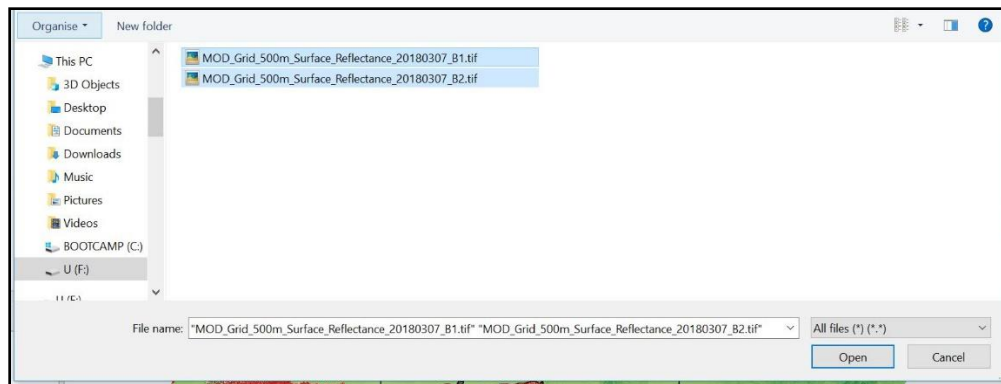 Organise New folder
This PC
3D Objects
Desktop
Documents
Downloads
Music
Pictures
Videos
BOOTCAMP (C:)
U (F:)
MOD_Grid_500m_Surface_Reflectance_20180307_B1.tif
MOD_Grid_500m_Surface_Reflectance_20180307_B2.tif
File name: "MOD_Grid_500m_Surface_Reflectance_20180307_B1.tif" "MOD_Grid_500m_Surface_Reflectance_20180307_B2.tif" All files (*) (*.*)
Open Cancel